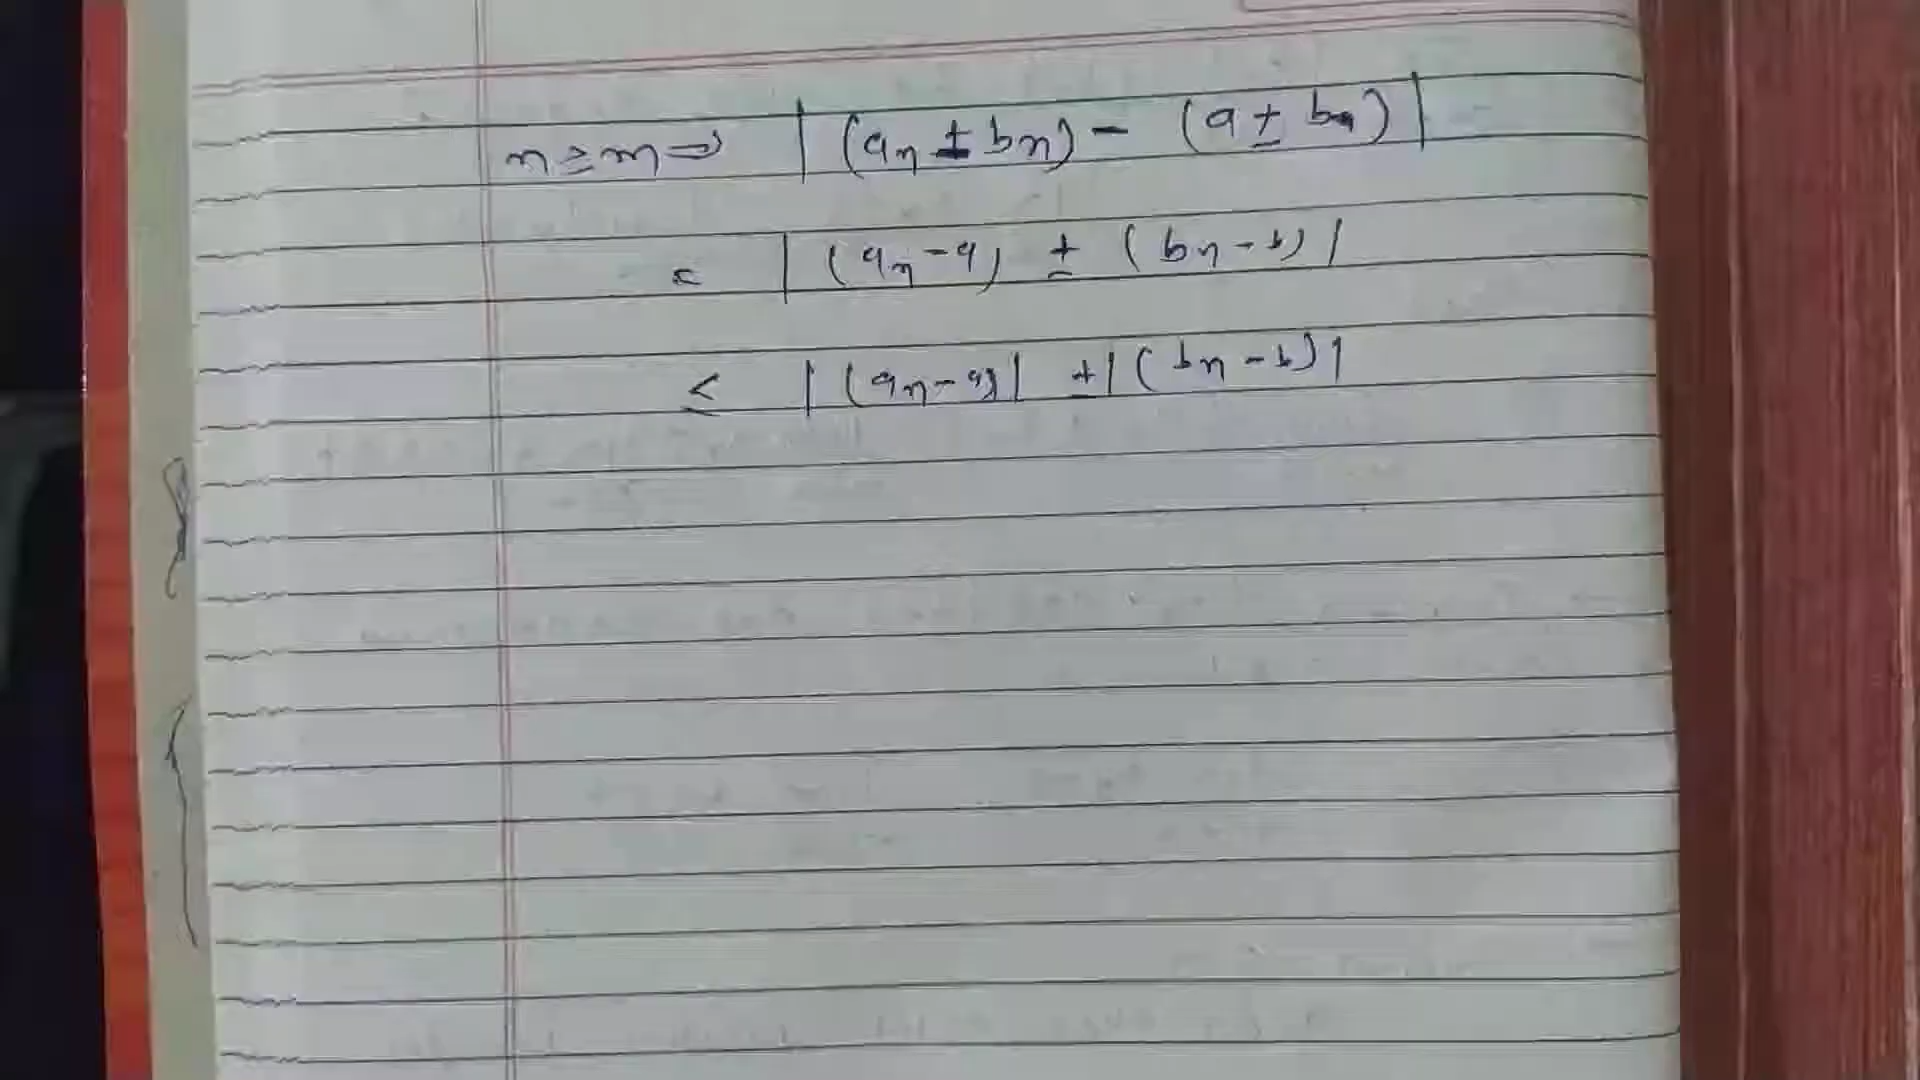 n ≥ m ⇒ |(an ± bn) - (a ± b)|
≤ |(an - a) ± (bn - b)|
≤ |(an - a)| ± |(bn - b)|